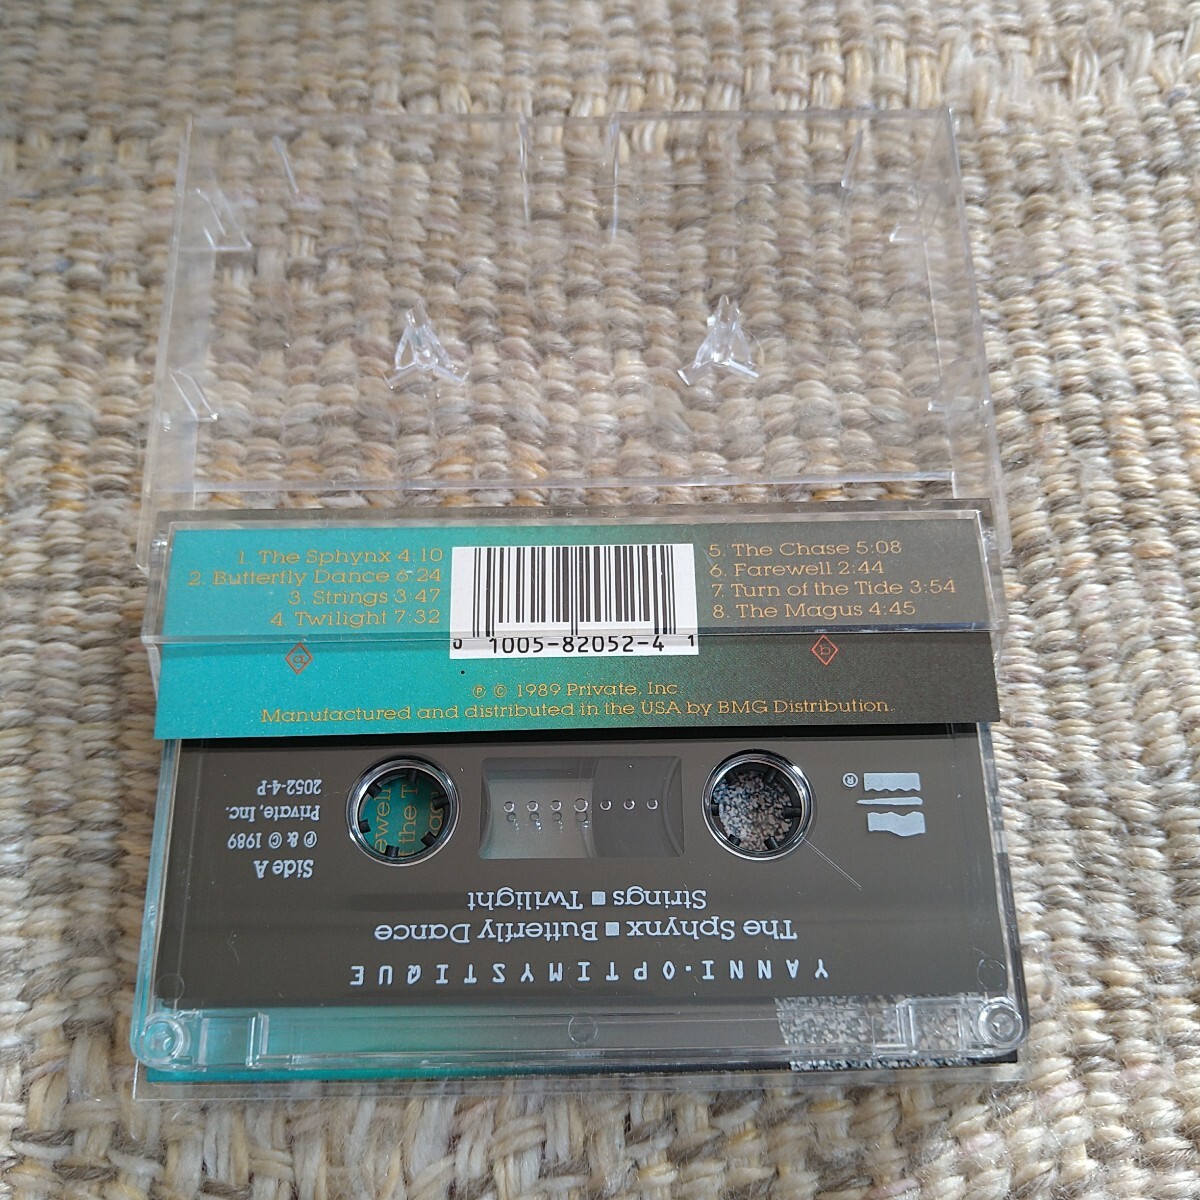 1. The Sphynx 4:10
2. Butterfly Dance 6:24
3. Strings 3:47
4. Twilight 7:32
5. The Chase 5:08
6. Farewell 2:44
7. Turn of the Tide 3:54
8. The Magus 4:45
0 1005-82052-4 1
a
b
℗ © 1989 Private, Inc.
Manufactured and distributed in the USA by BMG Distribution.
YANNI·OPTIMYSTIQUE
The Sphynx ■ Butterfly Dance
Strings ■ Twilight
Side A
P & © 1989
Private, Inc.
2052-4-P
®
ewell
the T